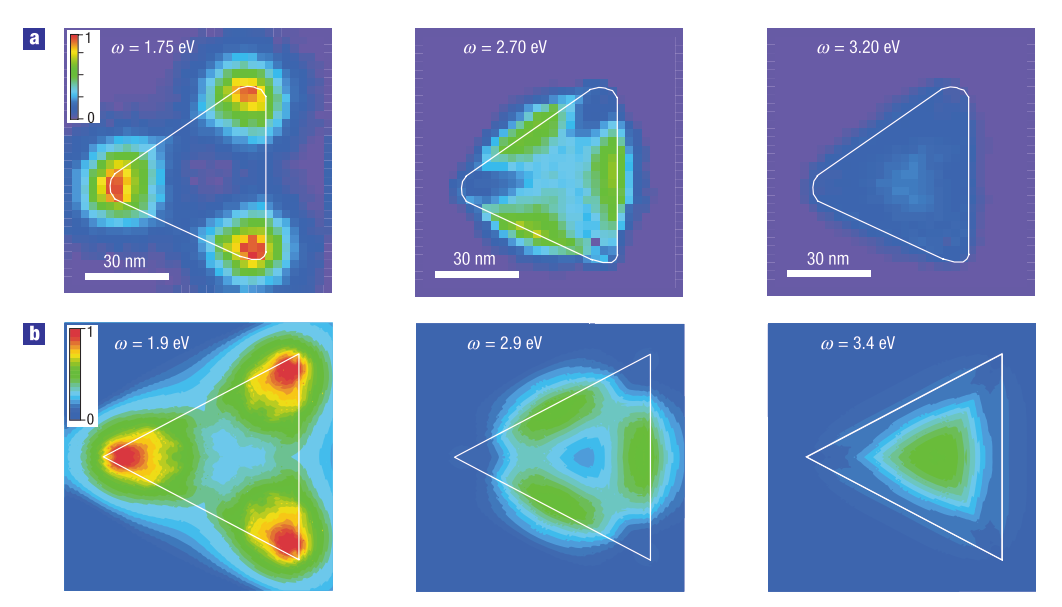 a
1
0
ω = 1.75 eV
30 nm
ω = 2.70 eV
30 nm
ω = 3.20 eV
30 nm
b
1
0
ω = 1.9 eV
ω = 2.9 eV
ω = 3.4 eV